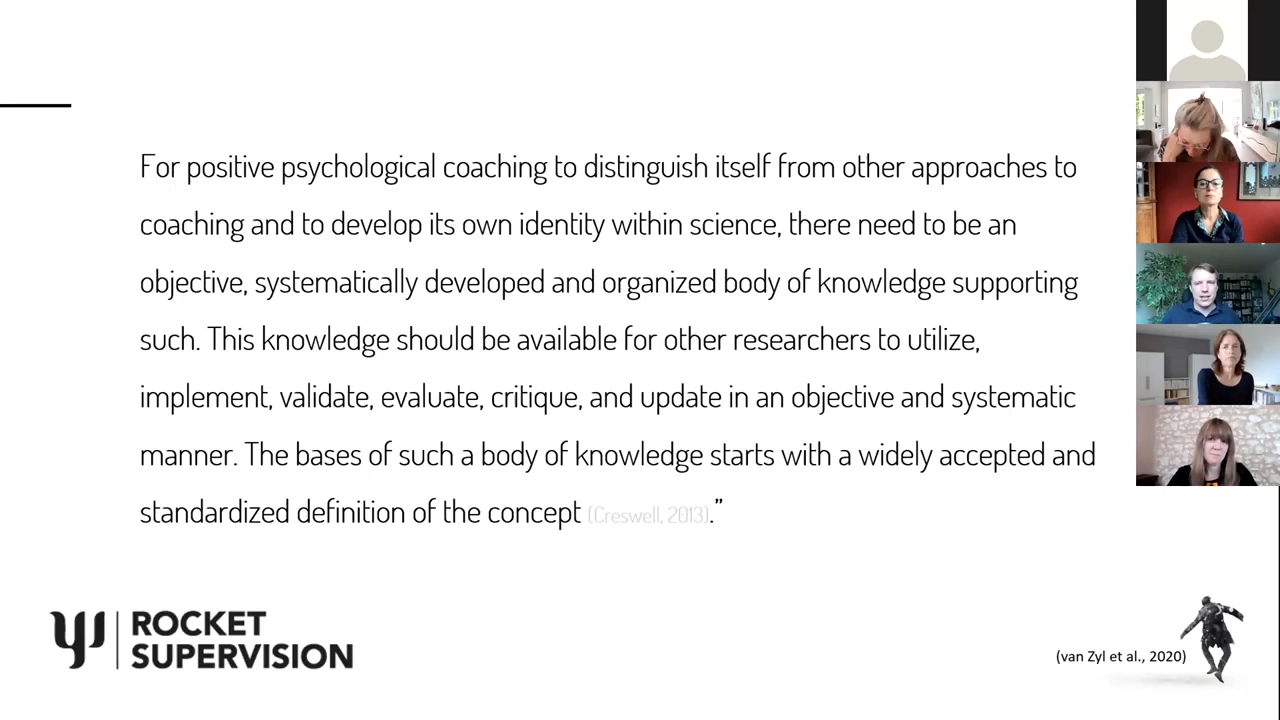 For positive psychological coaching to distinguish itself from other approaches to
coaching and to develop its own identity within science, there need to be an
objective, systematically developed and organized body of knowledge supporting
such. This knowledge should be available for other researchers to utilize,
implement, validate, evaluate, critique, and update in an objective and systematic
manner. The bases of such a body of knowledge starts with a widely accepted and
standardized definition of the concept (Creswell, 2013).”
ROCKET
SUPERVISION
(van Zyl et al., 2020)